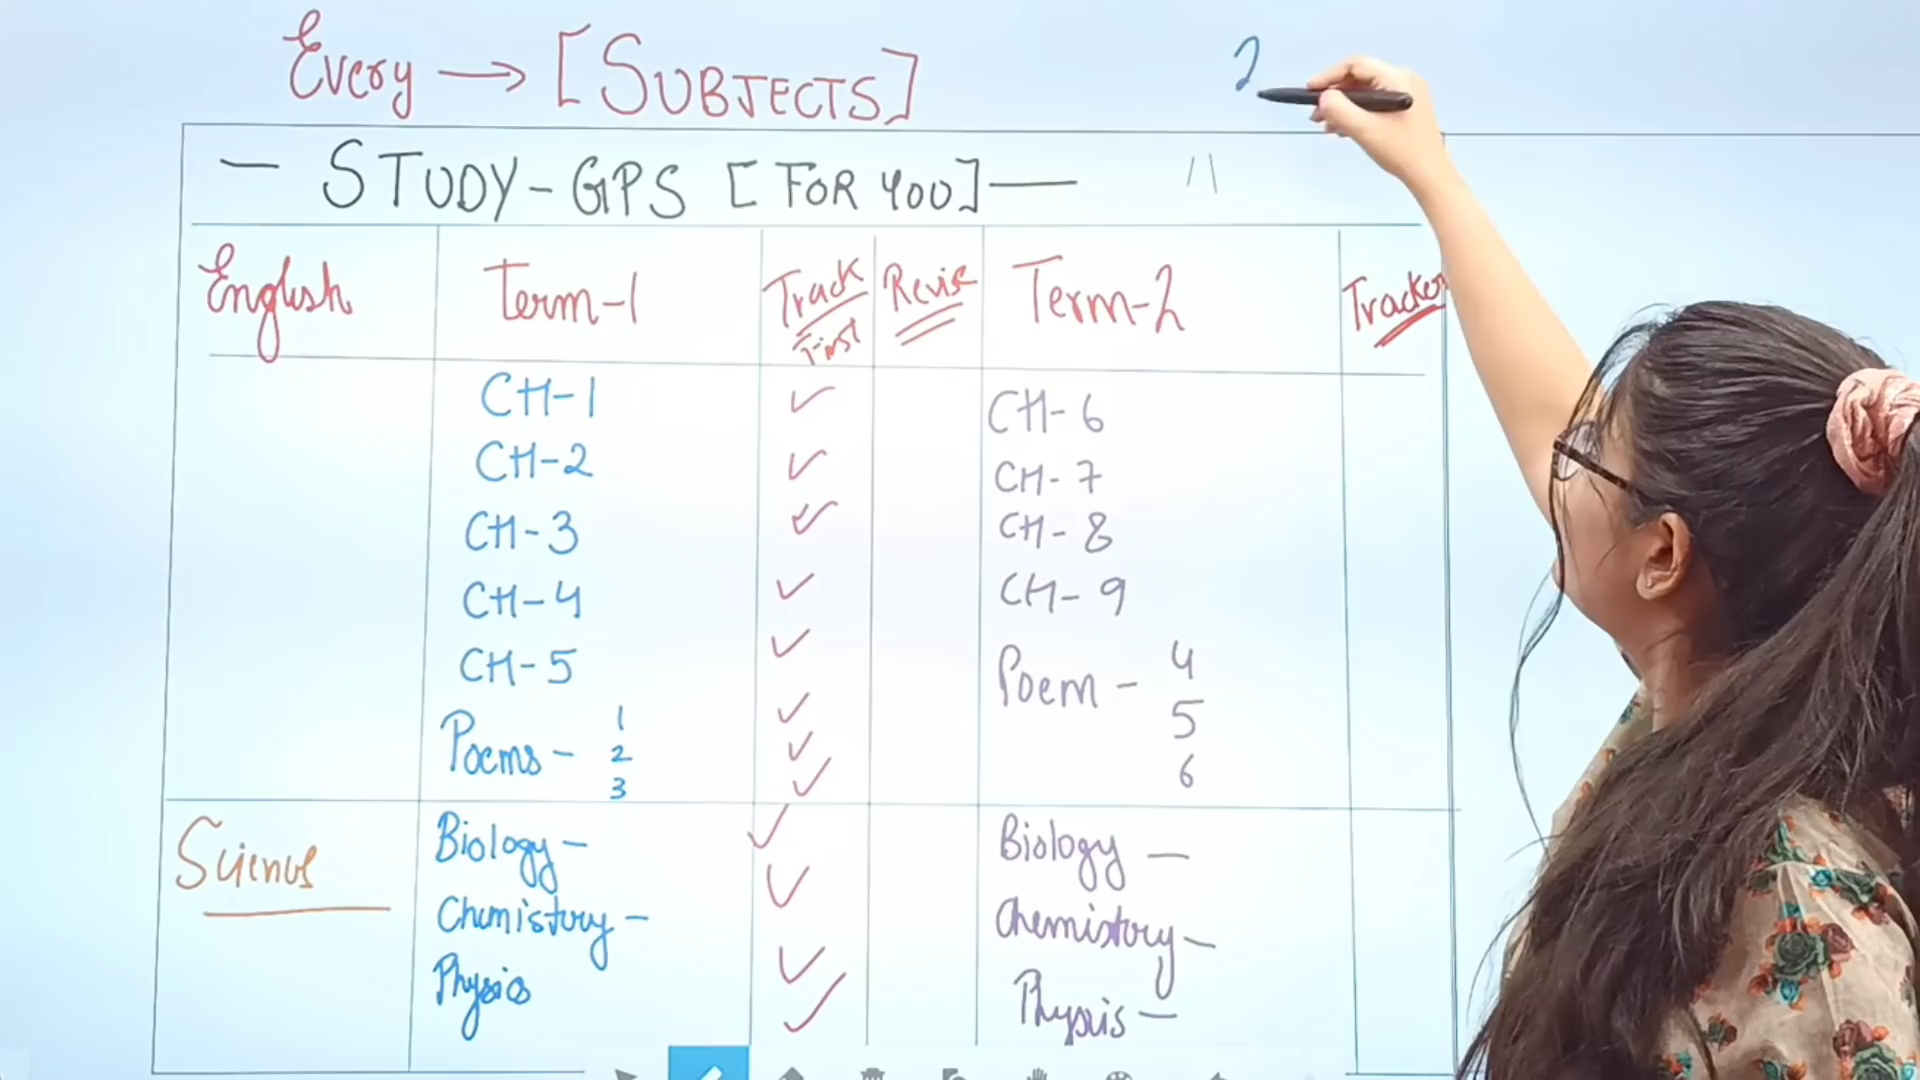 Every → [SUBJECTS]
2
— STUDY-GPS [FOR YOU] —
English Term-1 Track First Revise Term-2 Tracker
CH-1 ✓ CH-6
CH-2 ✓ CH-7
CH-3 ✓ CH-8
CH-4 ✓ CH-9
CH-5 ✓
Poems - 1 ✓ Poem - 4
2 ✓ 5
3 ✓ 6
Science Biology - ✓ Biology —
Chemistry - ✓ Chemistry -
Physics ✓ Physics -